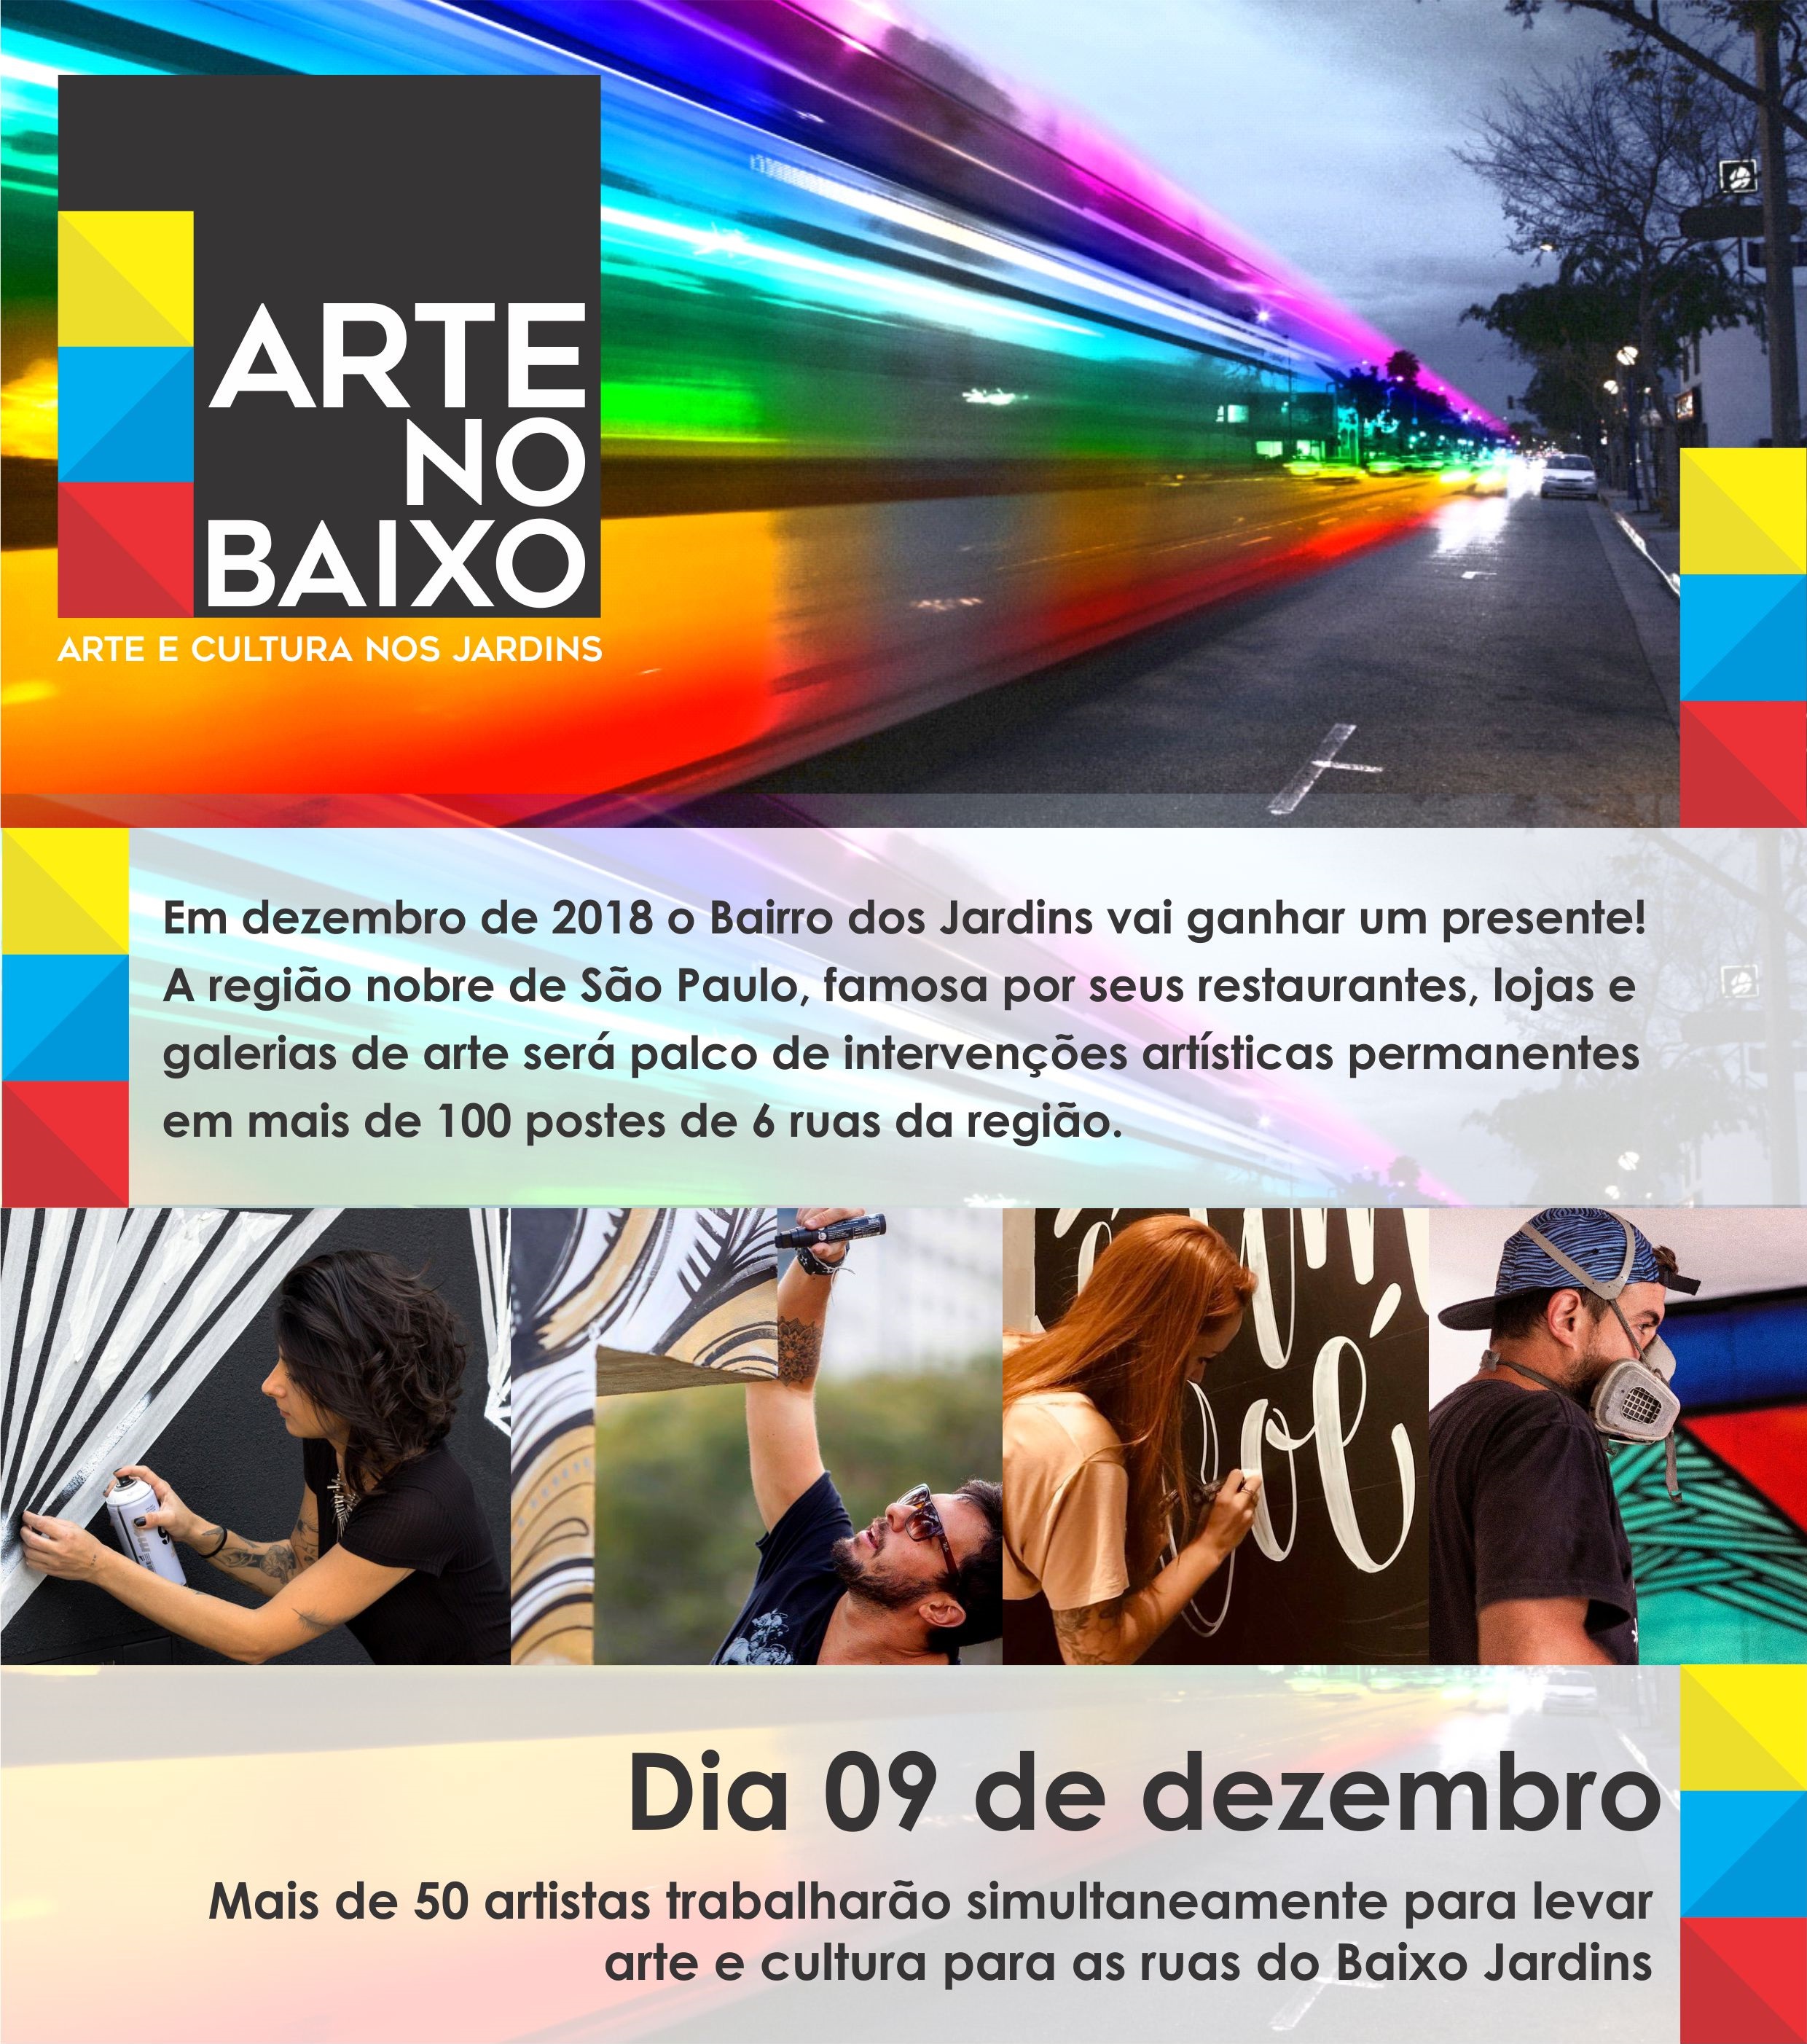 ARTE
NO
BAIXO
ARTE E CULTURA NOS JARDINS
Em dezembro de 2018 o Bairro dos Jardins vai ganhar um presente!
A região nobre de São Paulo, famosa por seus restaurantes, lojas e
galerias de arte será palco de intervenções artísticas permanentes
em mais de 100 postes de 6 ruas da região.
Dia 09 de dezembro
Mais de 50 artistas trabalharão simultaneamente para levar
arte e cultura para as ruas do Baixo Jardins